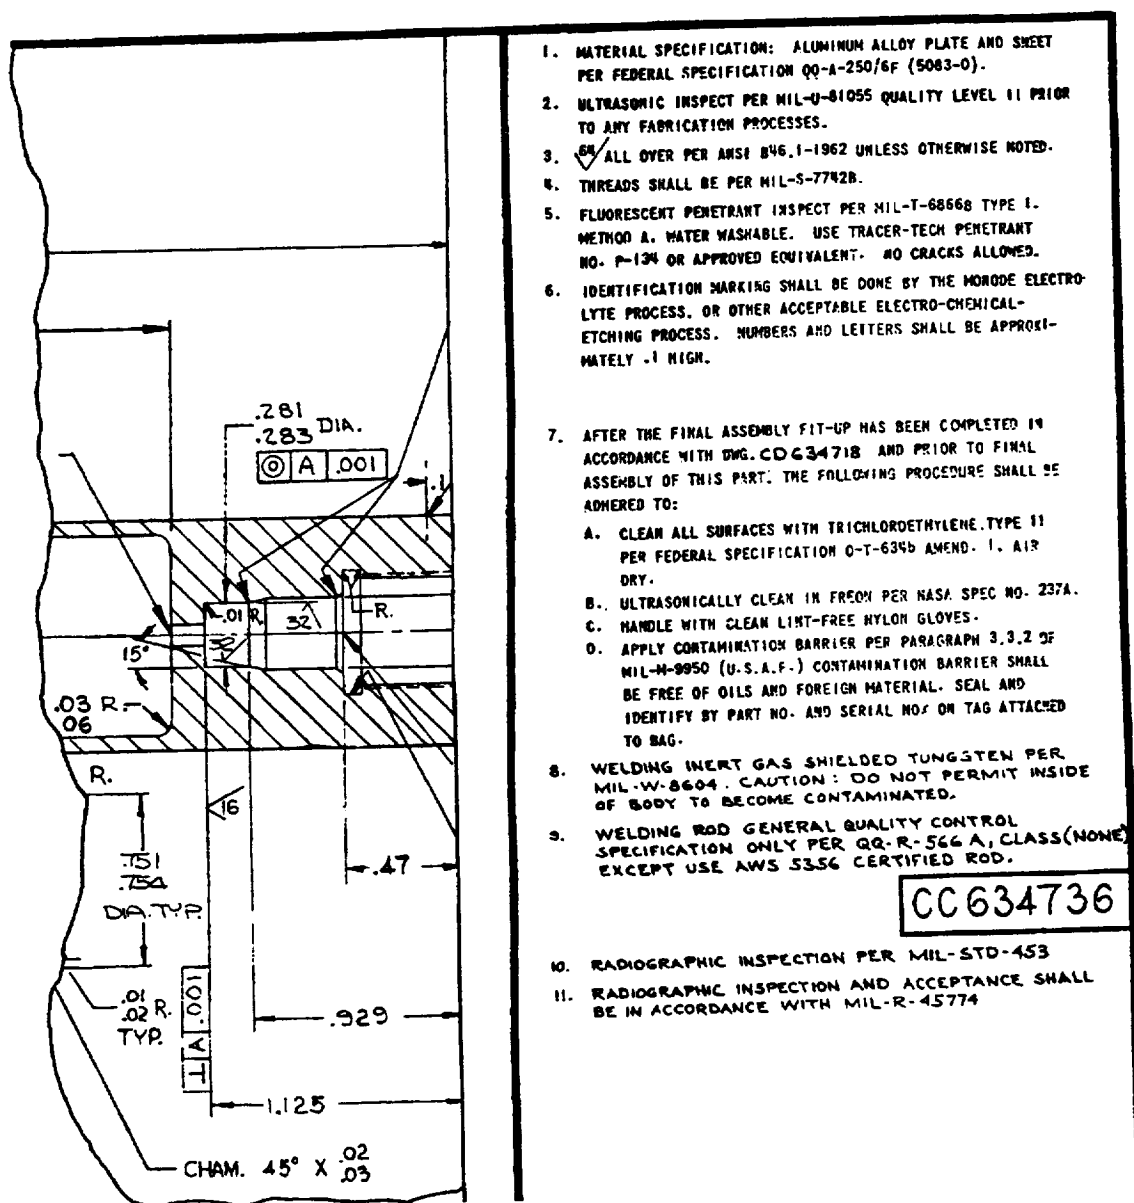 1. MATERIAL SPECIFICATION: ALUMINUM ALLOY PLATE AND SHEET
PER FEDERAL SPECIFICATION QQ-A-250/6F (5083-0).
2. ULTRASONIC INSPECT PER MIL-U-81055 QUALITY LEVEL II PRIOR
TO ANY FABRICATION PROCESSES.
3. 64 ALL OVER PER ANSI B46.1-1962 UNLESS OTHERWISE NOTED.
4. THREADS SHALL BE PER MIL-S-7742B.
5. FLUORESCENT PENETRANT INSPECT PER MIL-T-6866B TYPE I.
METHOD A. WATER WASHABLE. USE TRACER-TECH PENETRANT
NO. P-134 OR APPROVED EQUIVALENT. NO CRACKS ALLOWED.
6. IDENTIFICATION MARKING SHALL BE DONE BY THE MONODE ELECTRO-
LYTE PROCESS. OR OTHER ACCEPTABLE ELECTRO-CHEMICAL-
ETCHING PROCESS. NUMBERS AND LETTERS SHALL BE APPROXI-
MATELY .1 HIGH.
7. AFTER THE FINAL ASSEMBLY FIT-UP HAS BEEN COMPLETED IN
ACCORDANCE WITH DWG. CD634718 AND PRIOR TO FINAL
ASSEMBLY OF THIS PART. THE FOLLOWING PROCEDURE SHALL BE
ADHERED TO:
A. CLEAN ALL SURFACES WITH TRICHLOROETHYLENE. TYPE II
PER FEDERAL SPECIFICATION O-T-634b AMEND. 1. AIR
DRY.
B. ULTRASONICALLY CLEAN IN FREON PER NASA SPEC NO. 237A.
C. HANDLE WITH CLEAN LINT-FREE NYLON GLOVES.
D. APPLY CONTAMINATION BARRIER PER PARAGRAPH 3.3.2 OF
MIL-H-9950 (U.S.A.F.) CONTAMINATION BARRIER SHALL
BE FREE OF OILS AND FOREIGN MATERIAL. SEAL AND
IDENTIFY BY PART NO. AND SERIAL NO. ON TAG ATTACHED
TO BAG.
8. WELDING INERT GAS SHIELDED TUNGSTEN PER
MIL-W-8604. CAUTION: DO NOT PERMIT INSIDE
OF BODY TO BECOME CONTAMINATED.
9. WELDING ROD GENERAL QUALITY CONTROL
SPECIFICATION ONLY PER QQ-R-566A, CLASS (NONE)
EXCEPT USE AWS 5356 CERTIFIED ROD.
CC634736
10. RADIOGRAPHIC INSPECTION PER MIL-STD-453
11. RADIOGRAPHIC INSPECTION AND ACCEPTANCE SHALL
BE IN ACCORDANCE WITH MIL-R-45774
.281
.283 DIA.
A .001
.1
.01 R.
32
R.
15°
.03 R.
06
R.
16
.751
.754
DIA. TYP.
.47
.01
.02 R.
TYP.
⊥ A .001
.929
1.125
CHAM. 45° X .02
.03